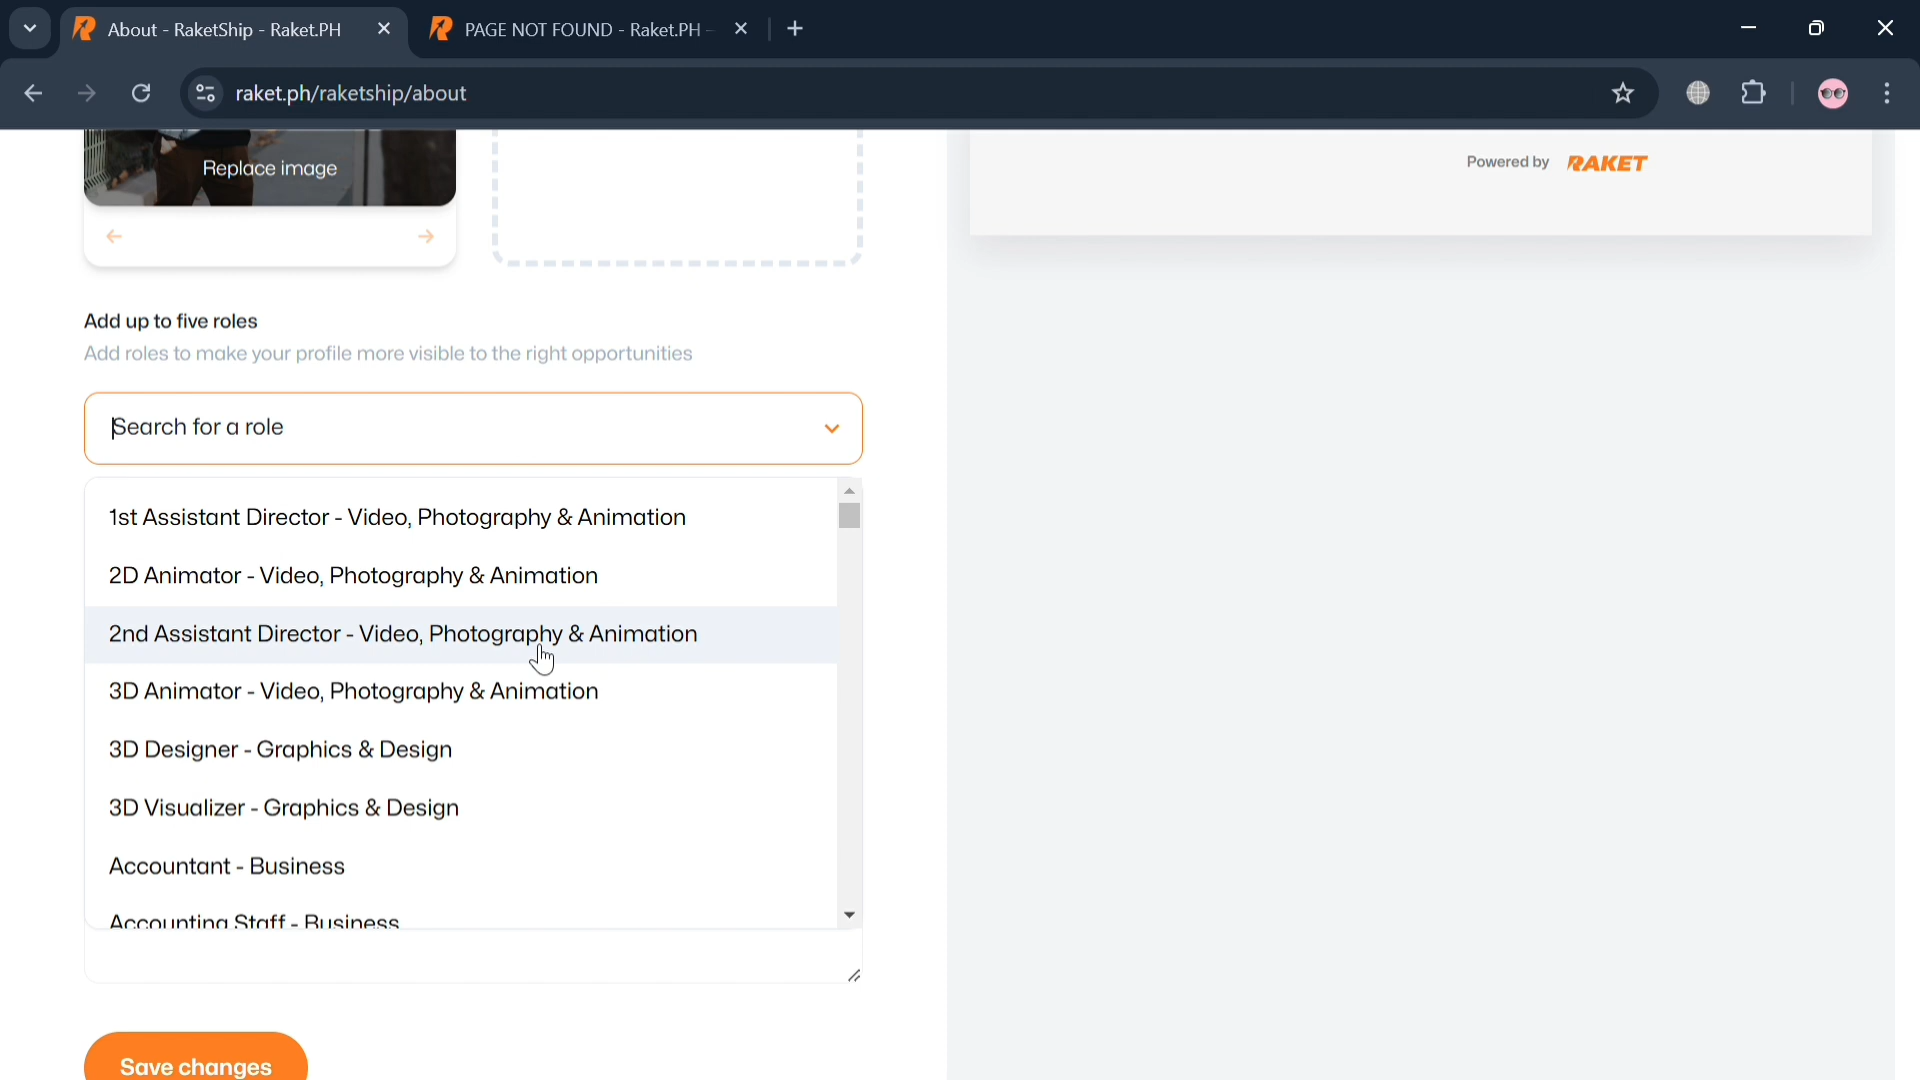 About - RaketShip - Raket.PH
PAGE NOT FOUND - Raket.PH -
raket.ph/raketship/about
Replace image
Powered by RAKET
Add up to five roles
Add roles to make your profile more visible to the right opportunities
Search for a role
1st Assistant Director - Video, Photography & Animation
2D Animator - Video, Photography & Animation
2nd Assistant Director - Video, Photography & Animation
3D Animator - Video, Photography & Animation
3D Designer - Graphics & Design
3D Visualizer - Graphics & Design
Accountant - Business
Accounting Staff - Business
Save changes